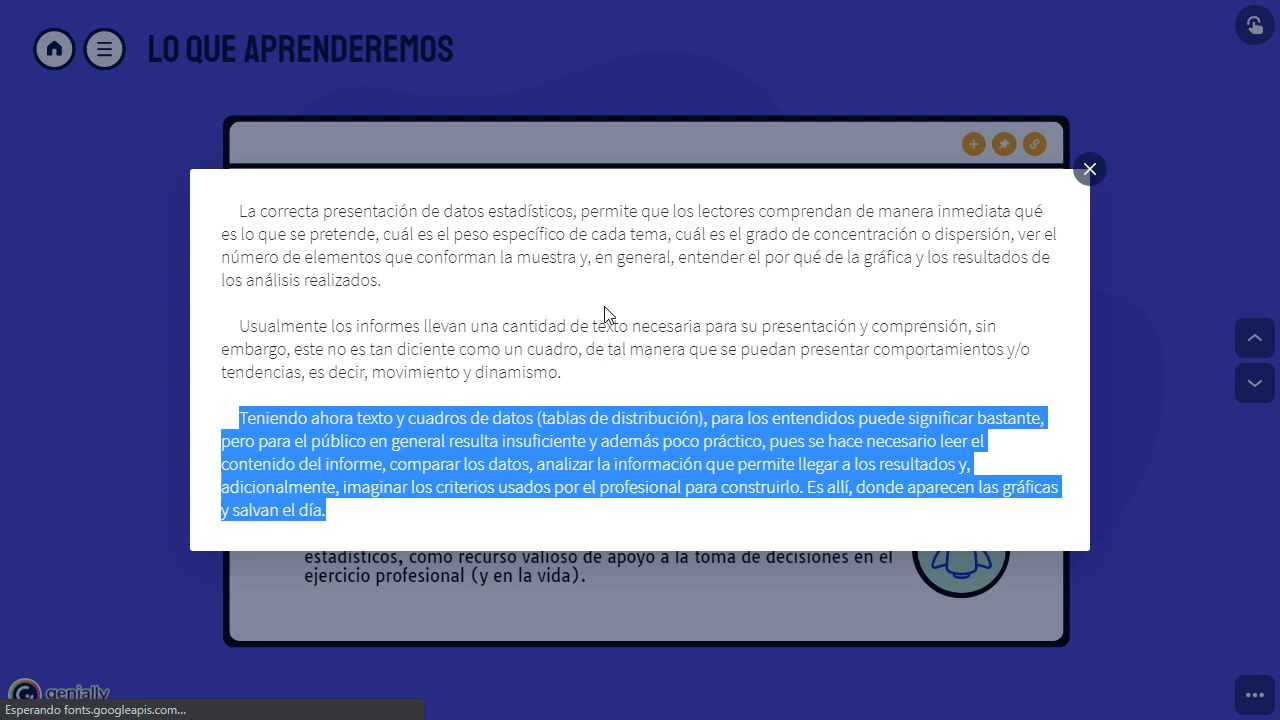 LO QUE APRENDEREMOS
La correcta presentación de datos estadísticos, permite que los lectores comprendan de manera inmediata qué
es lo que se pretende, cuál es el peso específico de cada tema, cuál es el grado de concentración o dispersión, ver el
número de elementos que conforman la muestra y, en general, entender el por qué de la gráfica y los resultados de
los análisis realizados.
Usualmente los informes llevan una cantidad de texto necesaria para su presentación y comprensión, sin
embargo, este no es tan diciente como un cuadro, de tal manera que se puedan presentar comportamientos y/o
tendencias, es decir, movimiento y dinamismo.
Teniendo ahora texto y cuadros de datos (tablas de distribución), para los entendidos puede significar bastante,
pero para el público en general resulta insuficiente y además poco práctico, pues se hace necesario leer el
contenido del informe, comparar los datos, analizar la información que permite llegar a los resultados y,
adicionalmente, imaginar los criterios usados por el profesional para construirlo. Es allí, donde aparecen las gráficas
y salvan el día.
estadísticos, como recurso valioso de apoyo a la toma de decisiones en el
ejercicio profesional (y en la vida).
genially
Esperando fonts.googleapis.com...